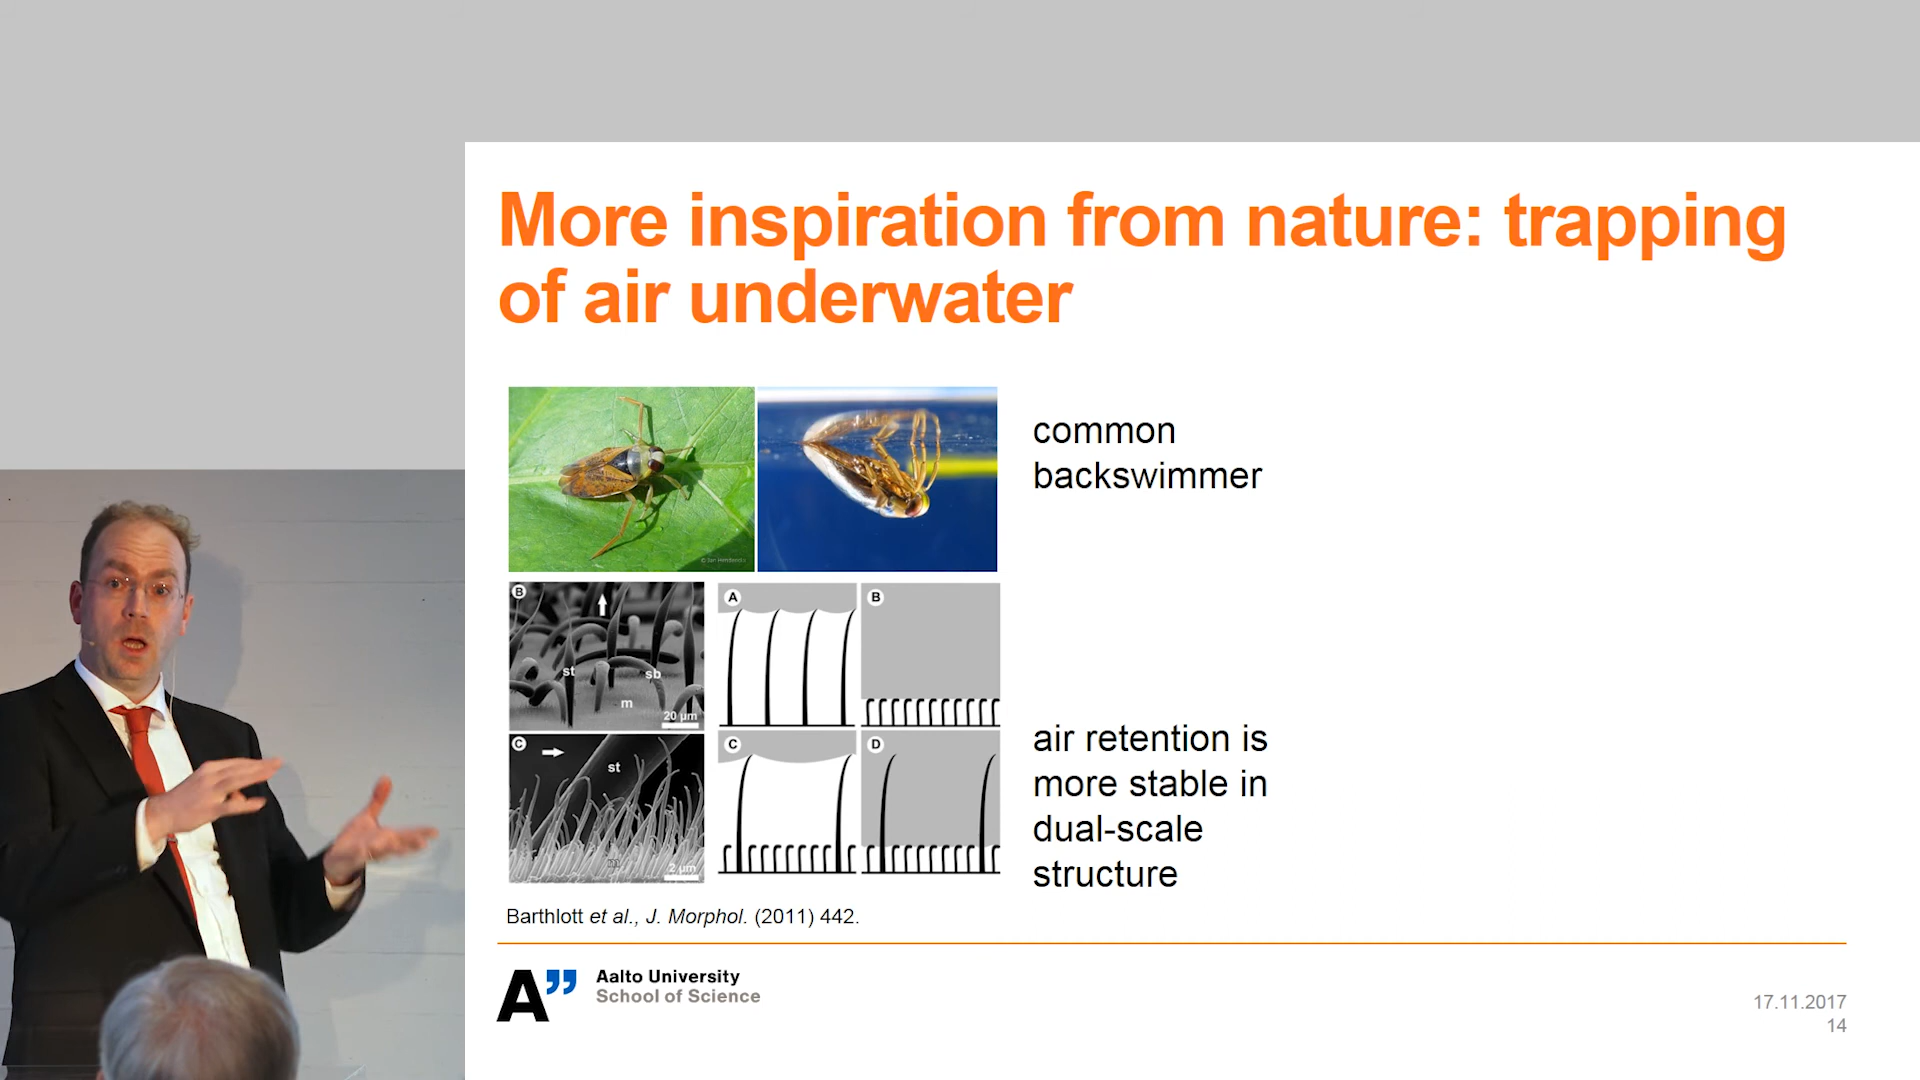 More inspiration from nature: trapping
of air underwater
common
backswimmer
B
st
sb
m
20 µm
A
B
C
st
m
2 µm
C
D
air retention is
more stable in
dual-scale
structure
Barthlott et al., J. Morphol. (2011) 442.
A”
Aalto University
School of Science
17.11.2017
14